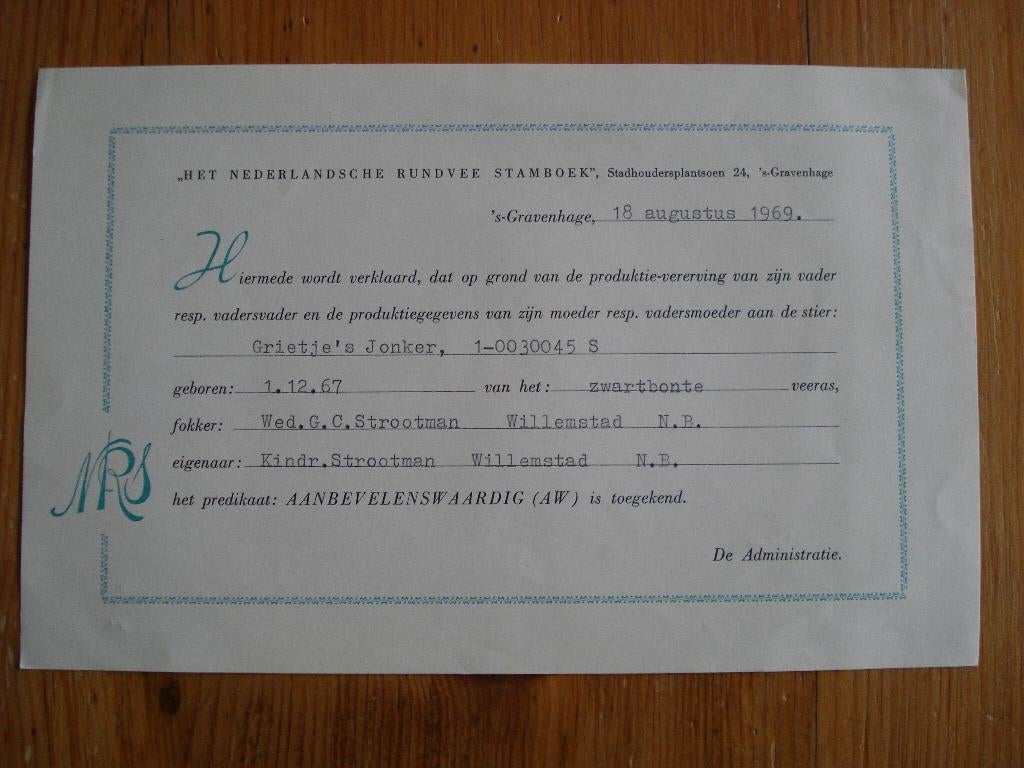 „HET NEDERLANDSCHE RUNDVEE STAMBOEK”, Stadhoudersplantsoen 24, 's-Gravenhage
's-Gravenhage, 18 augustus 1969.
Hiermede wordt verklaard, dat op grond van de produktie-vererving van zijn vader
resp. vadersvader en de produktiegegevens van zijn moeder resp. vadersmoeder aan de stier:
Grietje's Jonker, 1-0030045 S
geboren: 1.12.67 van het: zwartbonte veeras,
fokker: Wed.G.C.Strootman Willemstad N.B.
eigenaar: Kindr.Strootman Willemstad N.B.
NRS
het predikaat: AANBEVELENSWAARDIG (AW) is toegekend.
De Administratie.